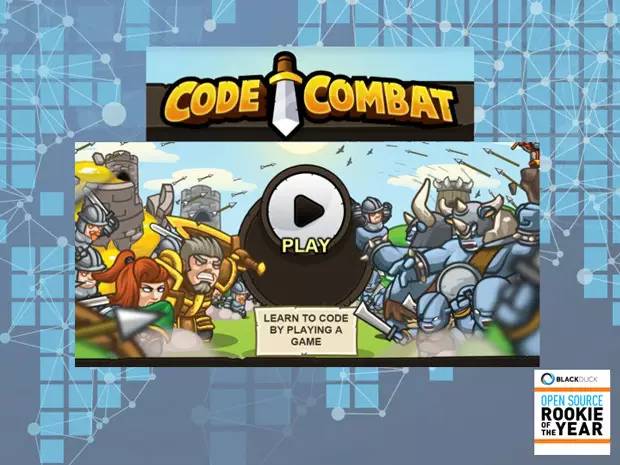 CODE COMBAT
PLAY
LEARN TO CODE
BY PLAYING A
GAME
BLACKDUCK
OPEN SOURCE
ROOKIE
OF THE YEAR